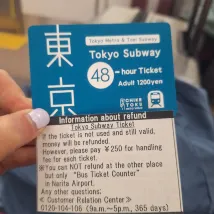 東京
Tokyo Metro & Toei Subway
Tokyo Subway
48-hour Ticket
Adult 1200yen
Information about refund
Tokyo Subway Ticket
If the ticket is not used and still valid,
money will be refunded.
However, please pay ¥250 for handling
fee for each ticket.
※You can NOT refund at the other place
but only "Bus Ticket Counter"
in Narita Airport.
Any other questions;
≪ Customer Relation Center ≫
0120-104-106 (9a.m.～5p.m., 365 days)